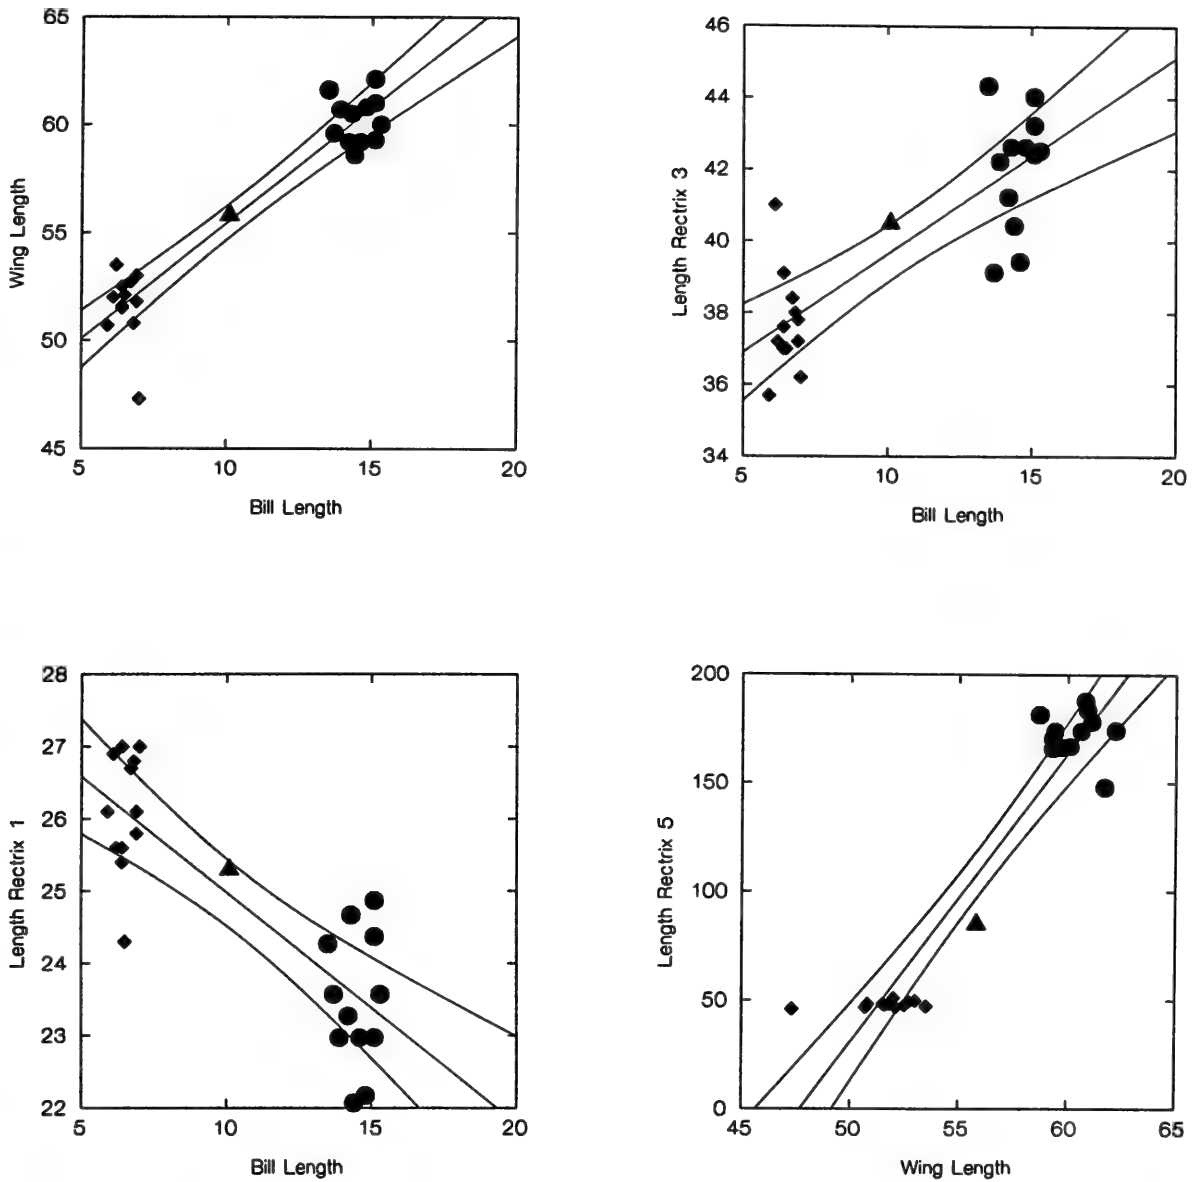 65
60
55
50
45
5 10 15 20
Wing Length
Bill Length
46
44
42
40
38
36
34
5 10 15 20
Length Rectrix 3
Bill Length
28
27
26
25
24
23
22
5 10 15 20
Length Rectrix 1
Bill Length
200
150
100
50
0
45 50 55 60 65
Length Rectrix 5
Wing Length